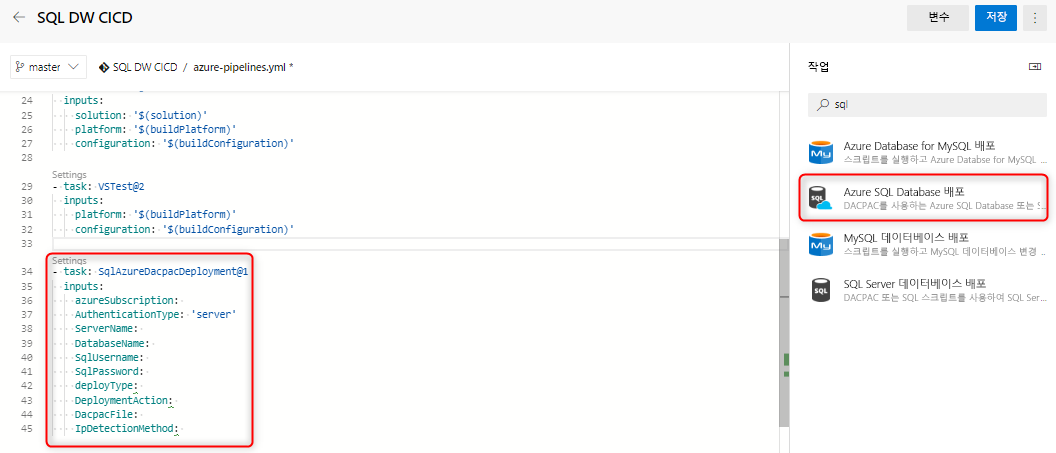 SQL DW CICD
변수
저장
master
SQL DW CICD / azure-pipelines.yml *
24 inputs:
25 solution: '$(solution)'
26 platform: '$(buildPlatform)'
27 configuration: '$(buildConfiguration)'
28
Settings
29 - task: VSTest@2
30 inputs:
31 platform: '$(buildPlatform)'
32 configuration: '$(buildConfiguration)'
33
Settings
34 - task: SqlAzureDacpacDeployment@1
35 inputs:
36 azureSubscription:
37 AuthenticationType: 'server'
38 ServerName:
39 DatabaseName:
40 SqlUsername:
41 SqlPassword:
42 deployType:
43 DeploymentAction:
44 DacpacFile:
45 IpDetectionMethod:
작업
sql
My
Azure Database for MySQL 배포
스크립트를 실행하고 Azure Databse for MySQL ...
SQL
Azure SQL Database 배포
DACPAC를 사용하는 Azure SQL Database 또는 S...
My
MySQL 데이터베이스 배포
스크립트를 실행하고 MySQL 데이터베이스 변경 ...
SQL
SQL Server 데이터베이스 배포
DACPAC 또는 SQL 스크립트를 사용하여 SQL Ser...